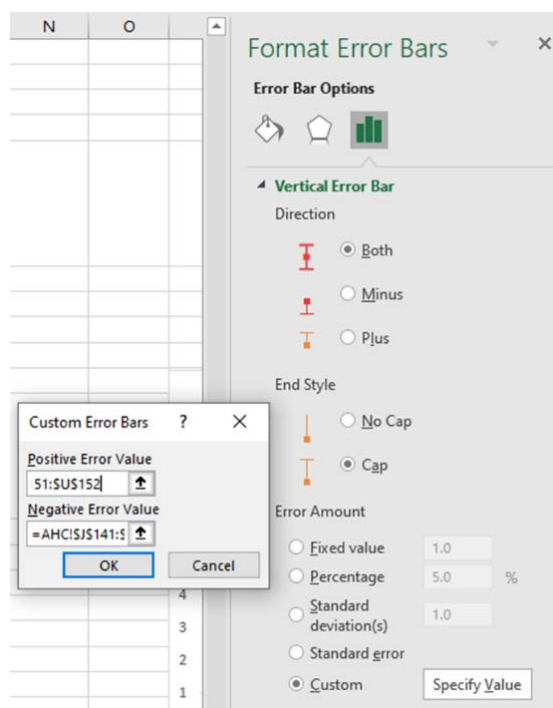 N O
Format Error Bars
Error Bar Options
Vertical Error Bar
Direction
Both
Minus
Plus
End Style
No Cap
Cap
Custom Error Bars ? ×
Positive Error Value
51:$U$152
Negative Error Value
=AHC!$J$141:$
OK Cancel
Error Amount
Fixed value 1.0
Percentage 5.0 %
Standard
deviation(s) 1.0
Standard error
Custom Specify Value
4
3
2
1